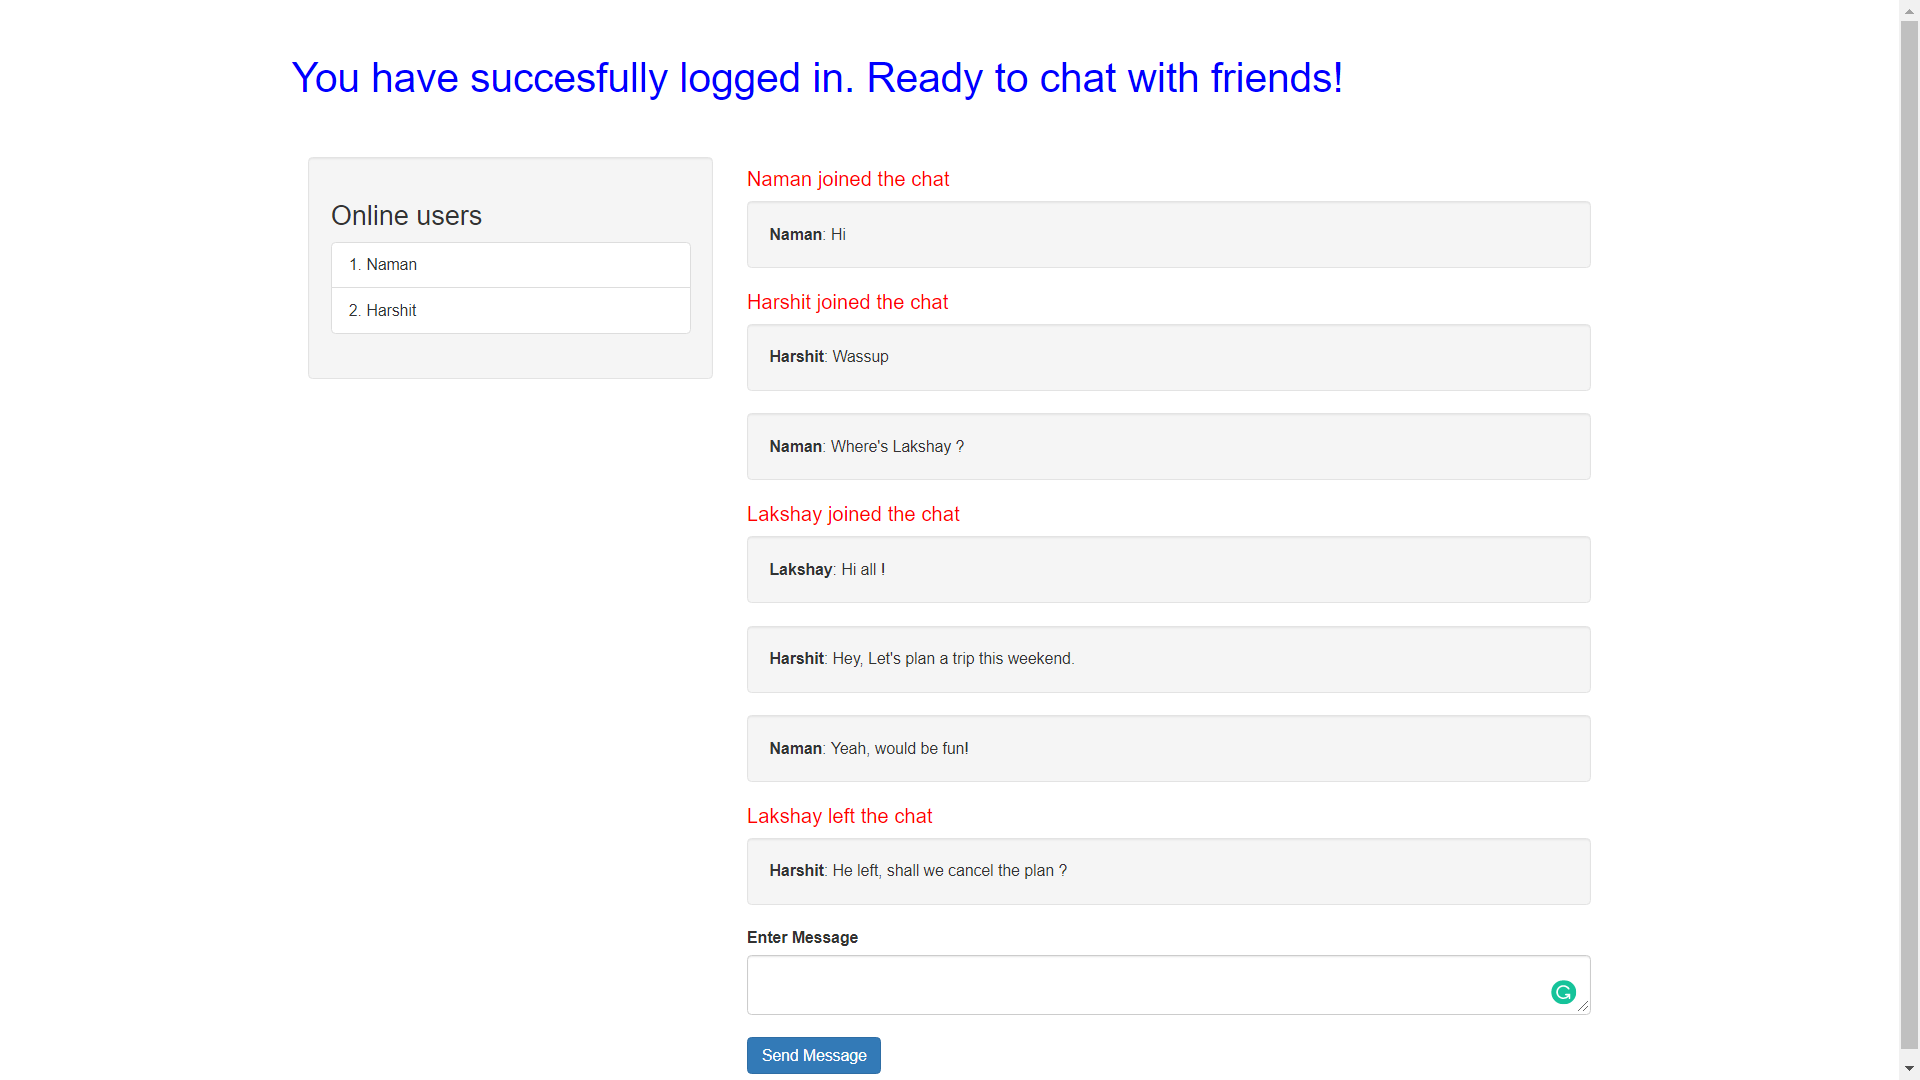 You have succesfully logged in. Ready to chat with friends!
Online users
1. Naman
2. Harshit
Naman joined the chat
Naman: Hi
Harshit joined the chat
Harshit: Wassup
Naman: Where's Lakshay ?
Lakshay joined the chat
Lakshay: Hi all !
Harshit: Hey, Let's plan a trip this weekend.
Naman: Yeah, would be fun!
Lakshay left the chat
Harshit: He left, shall we cancel the plan ?
Enter Message
Send Message